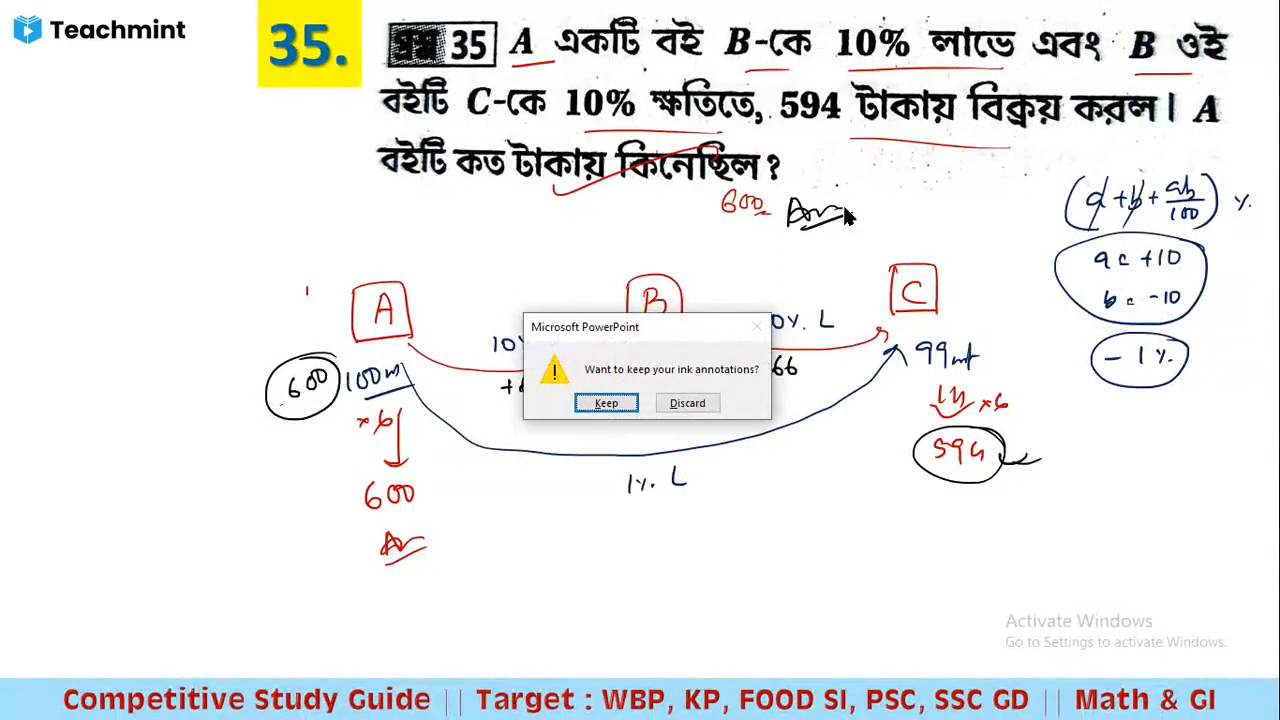 Teachmint
35.
প্রশ্ন 35 A একটি বই B-কে 10% লাভে এবং B ওই
বইটি C-কে 10% ক্ষতিতে, 594 টাকায় বিক্রয় করল। A
বইটি কত টাকায় কিনেছিল?
600 Ans
(a + b + ab/100) %
a = +10
b = -10
- 1%
A
B
C
Microsoft PowerPoint
Want to keep your ink annotations?
Keep
Discard
% L
66
600
99
×6
×6
594
600
1% L
Activate Windows
Go to Settings to activate Windows.
Competitive Study Guide || Target : WBP, KP, FOOD SI, PSC, SSC GD || Math & GI